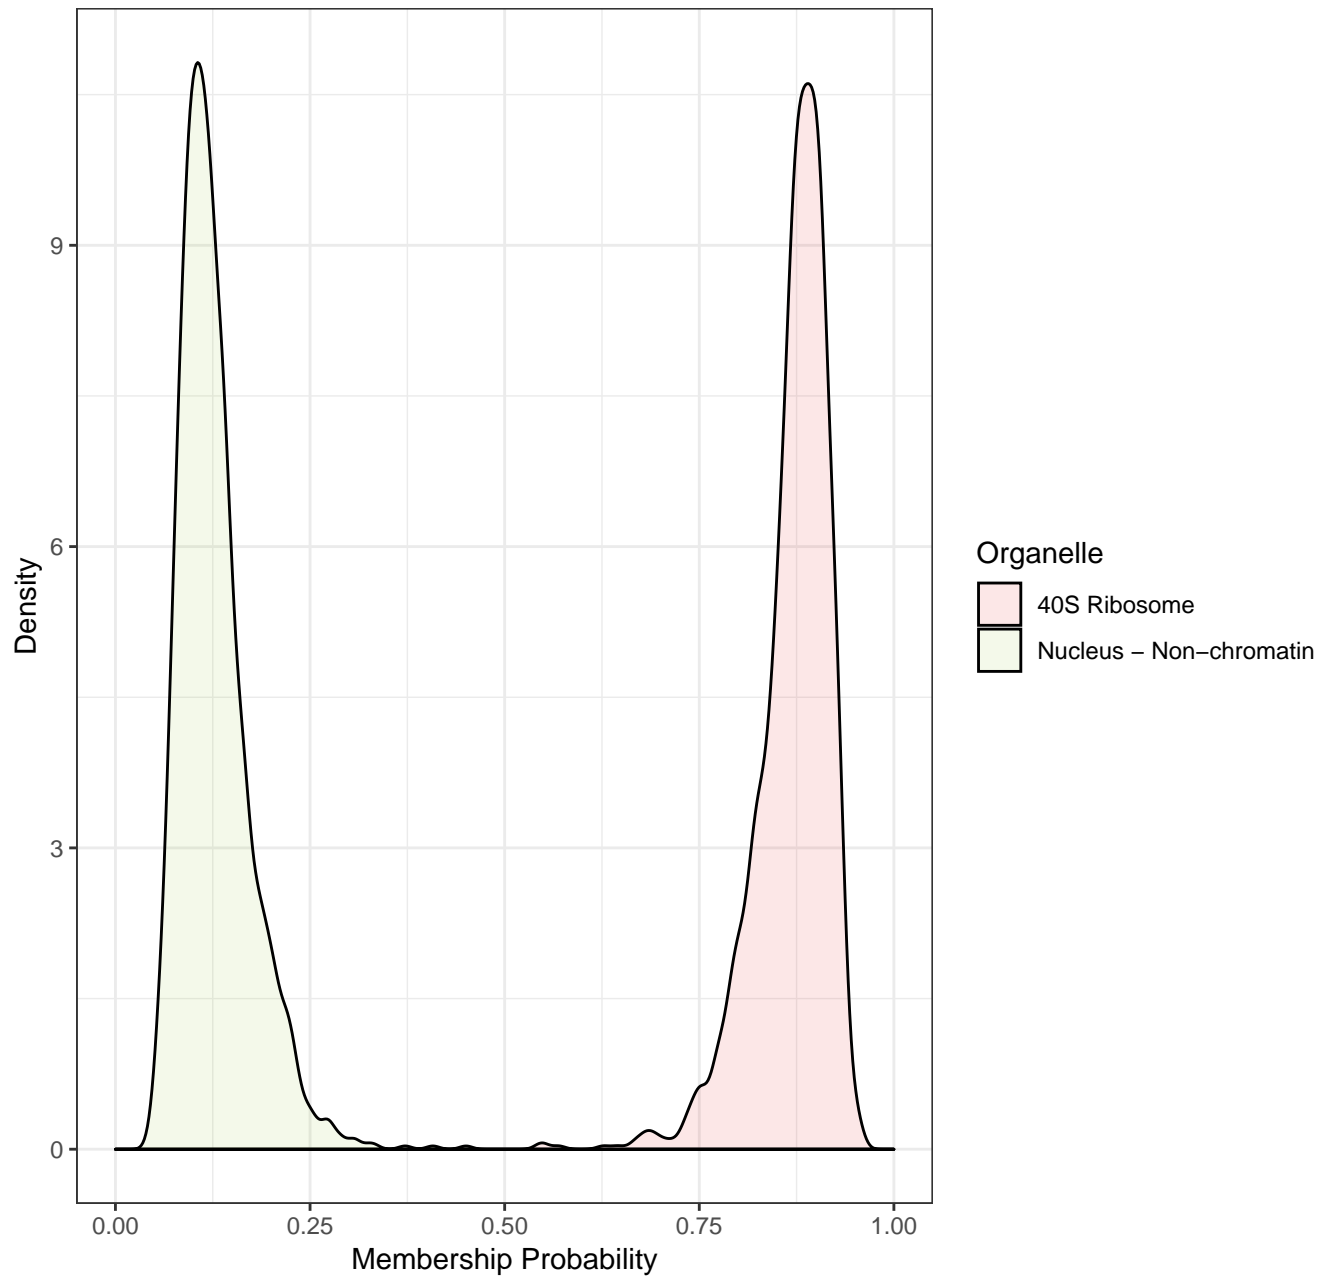 Density
9
6
3
0
0.00 0.25 0.50 0.75 1.00
Membership Probability
Organelle
40S Ribosome
Nucleus − Non−chromatin